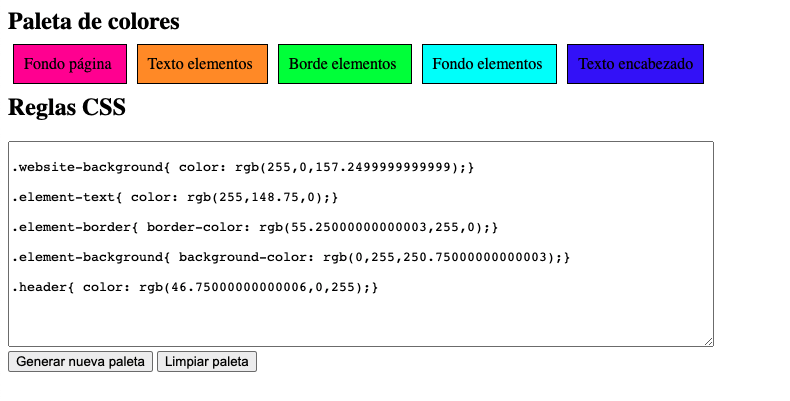 Paleta de colores
Fondo página Texto elementos Borde elementos Fondo elementos Texto encabezado
Reglas CSS
.website-background{ color: rgb(255,0,157.2499999999999);}
.element-text{ color: rgb(255,148.75,0);}
.element-border{ border-color: rgb(55.25000000000003,255,0);}
.element-background{ background-color: rgb(0,255,250.75000000000003);}
.header{ color: rgb(46.75000000000006,0,255);}
Generar nueva paleta Limpiar paleta